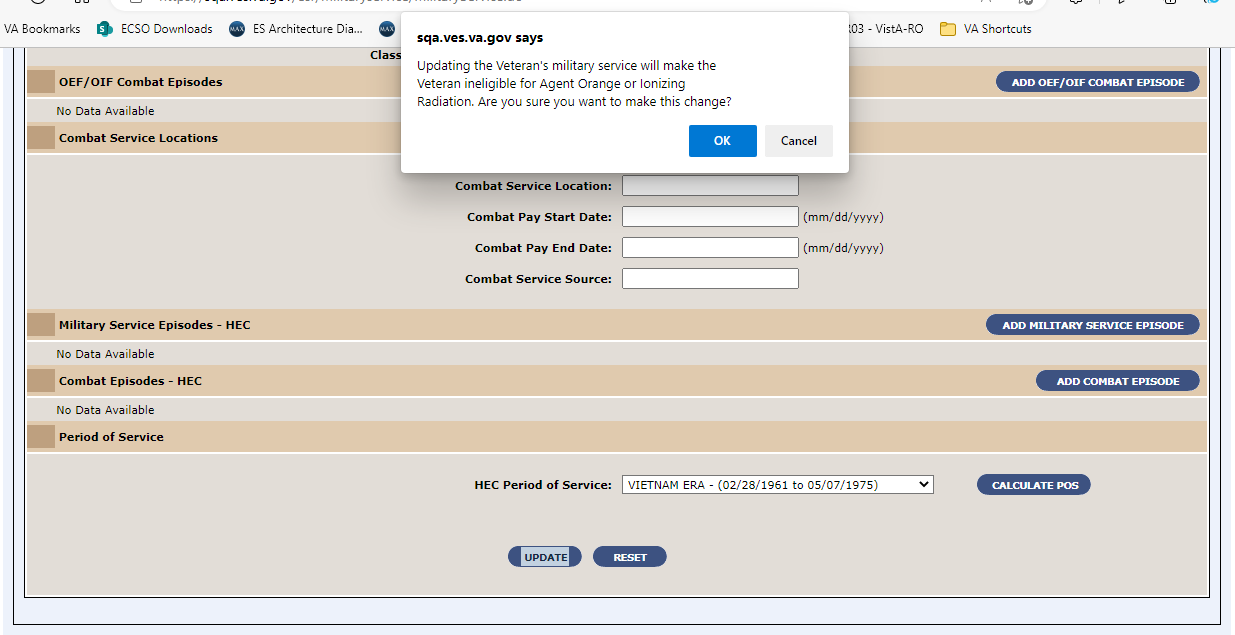 VA Bookmarks
ECSO Downloads
MAX
ES Architecture Dia...
MAX
R03 - VistA-RO
VA Shortcuts
sqa.ves.va.gov says
Updating the Veteran's military service will make the
Veteran ineligible for Agent Orange or Ionizing
Radiation. Are you sure you want to make this change?
OK
Cancel
Class
OEF/OIF Combat Episodes
ADD OEF/OIF COMBAT EPISODE
No Data Available
Combat Service Locations
Combat Service Location:
Combat Pay Start Date:
(mm/dd/yyyy)
Combat Pay End Date:
(mm/dd/yyyy)
Combat Service Source:
Military Service Episodes - HEC
ADD MILITARY SERVICE EPISODE
No Data Available
Combat Episodes - HEC
ADD COMBAT EPISODE
No Data Available
Period of Service
HEC Period of Service:
VIETNAM ERA - (02/28/1961 to 05/07/1975)
CALCULATE POS
UPDATE
RESET